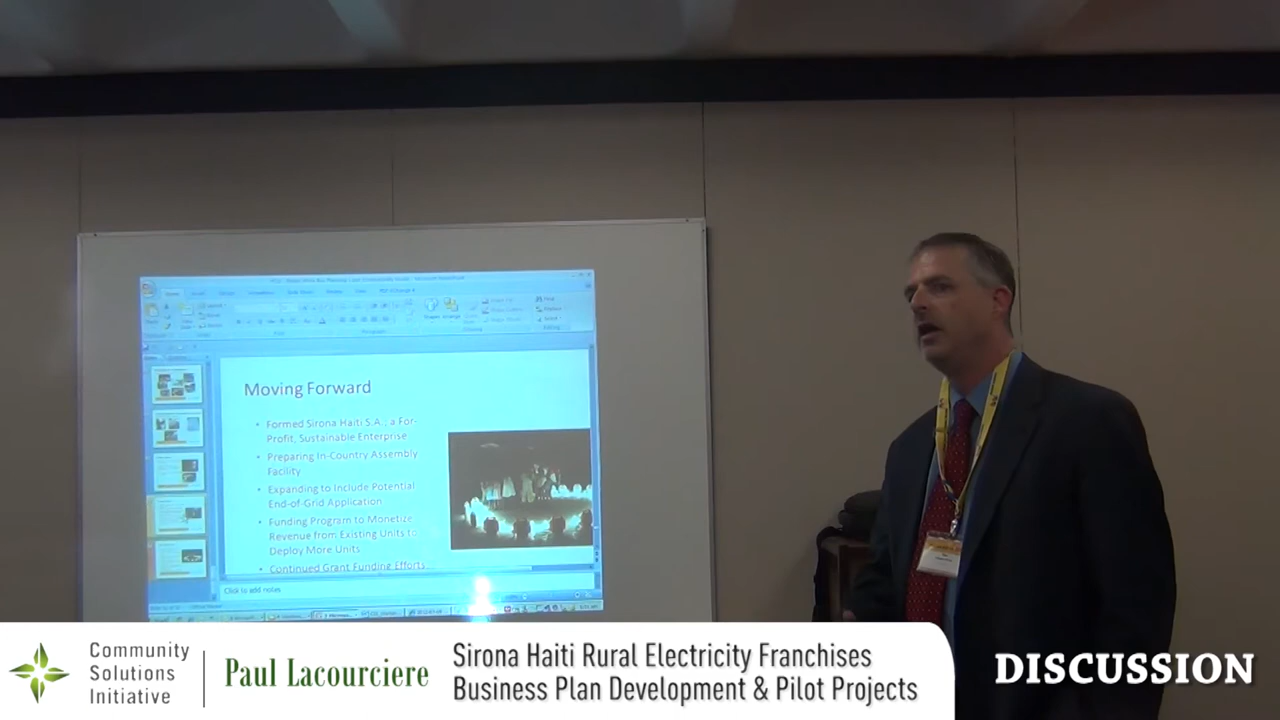 Moving Forward
• Formed Sirona Haiti S.A., a For-
Profit, Sustainable Enterprise
• Preparing In-Country Assembly
Facility
• Expanding to Include Potential
End-of-Grid Application
• Funding Program to Monetize
Revenue from Existing Units to
Deploy More Units
• Continued Grant Funding Efforts
Click to add notes
Community
Solutions
Initiative
Paul Lacourciere
Sirona Haiti Rural Electricity Franchises
Business Plan Development & Pilot Projects
DISCUSSION